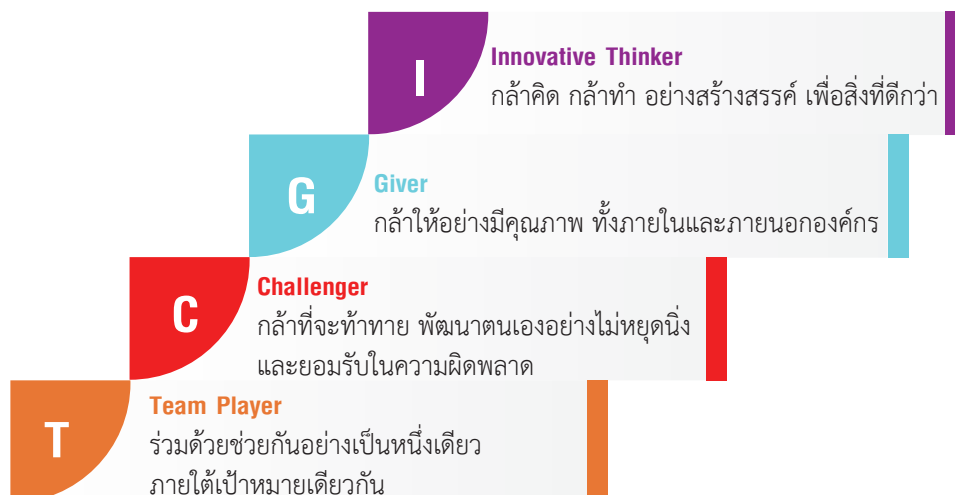 I
Innovative Thinker
กล้าคิด กล้าทำ อย่างสร้างสรรค์ เพื่อสิ่งที่ดีกว่า
G
Giver
กล้าให้อย่างมีคุณภาพ ทั้งภายในและภายนอกองค์กร
C
Challenger
กล้าที่จะท้าทาย พัฒนาตนเองอย่างไม่หยุดนิ่ง
และยอมรับในความผิดพลาด
T
Team Player
ร่วมด้วยช่วยกันอย่างเป็นหนึ่งเดียว
ภายใต้เป้าหมายเดียวกัน